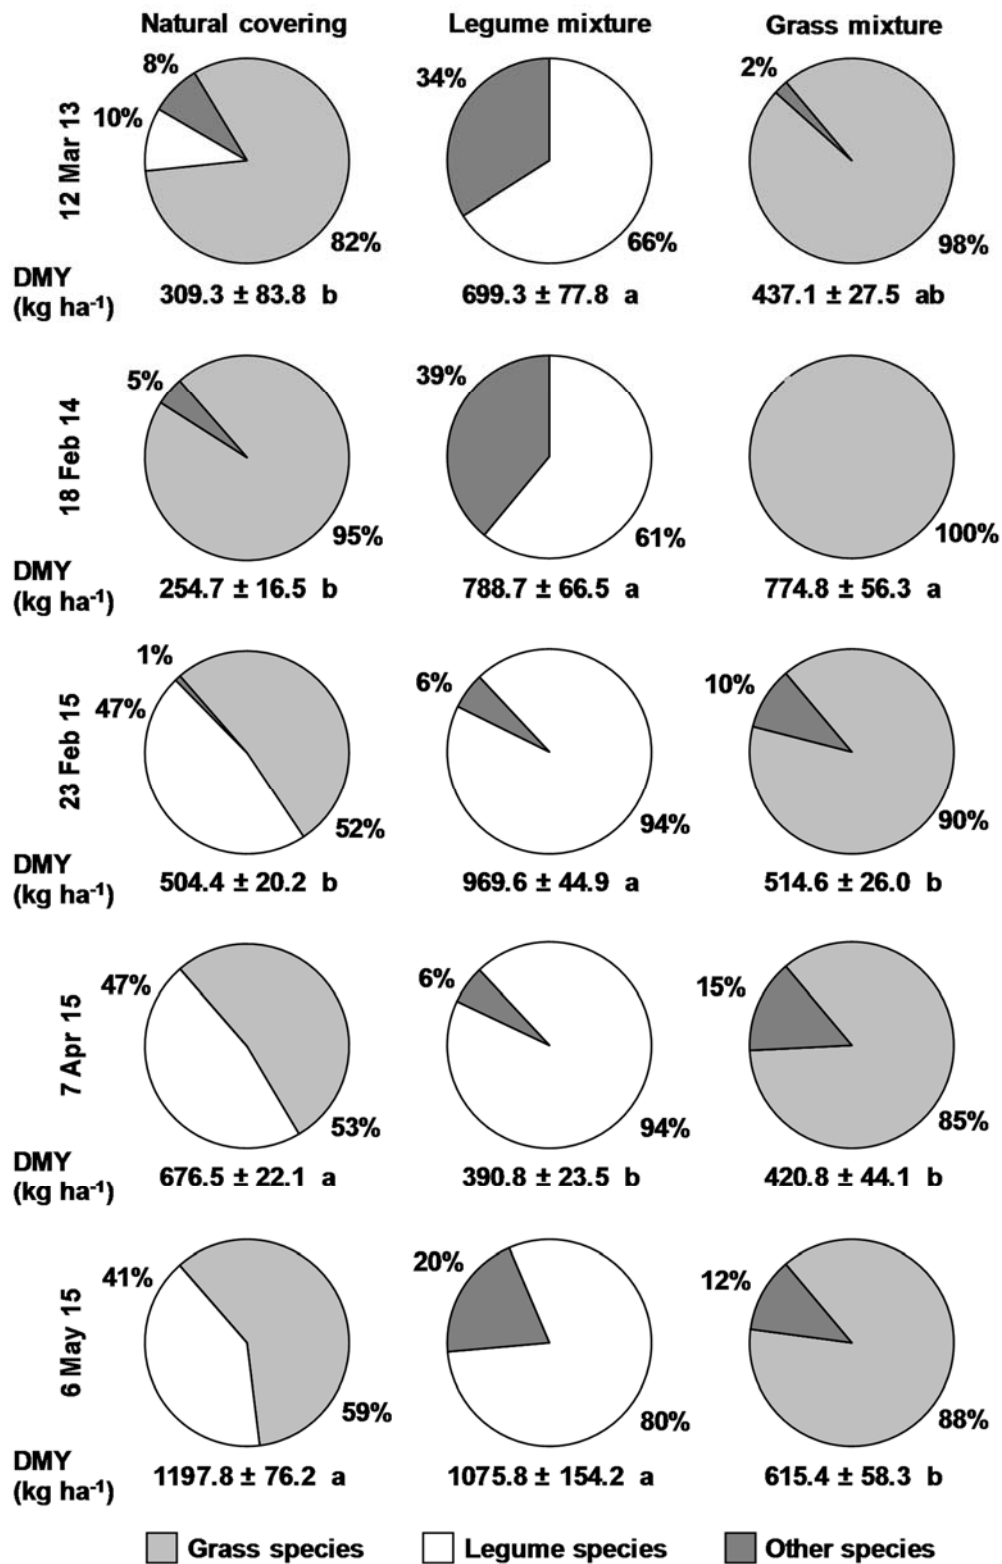 Natural covering Legume mixture Grass mixture
12 Mar 13
8% 34% 2%
10%
82% 66% 98%
DMY
(kg ha-1) 309.3 ± 83.8 b 699.3 ± 77.8 a 437.1 ± 27.5 ab
18 Feb 14
5% 39%
95% 61% 100%
DMY
(kg ha-1) 254.7 ± 16.5 b 788.7 ± 66.5 a 774.8 ± 56.3 a
23 Feb 15
1% 6% 10%
47%
52% 94% 90%
DMY
(kg ha-1) 504.4 ± 20.2 b 969.6 ± 44.9 a 514.6 ± 26.0 b
7 Apr 15
47% 6% 15%
53% 94% 85%
DMY
(kg ha-1) 676.5 ± 22.1 a 390.8 ± 23.5 b 420.8 ± 44.1 b
6 May 15
41% 20% 12%
59% 80% 88%
DMY
(kg ha-1) 1197.8 ± 76.2 a 1075.8 ± 154.2 a 615.4 ± 58.3 b
Grass species Legume species Other species